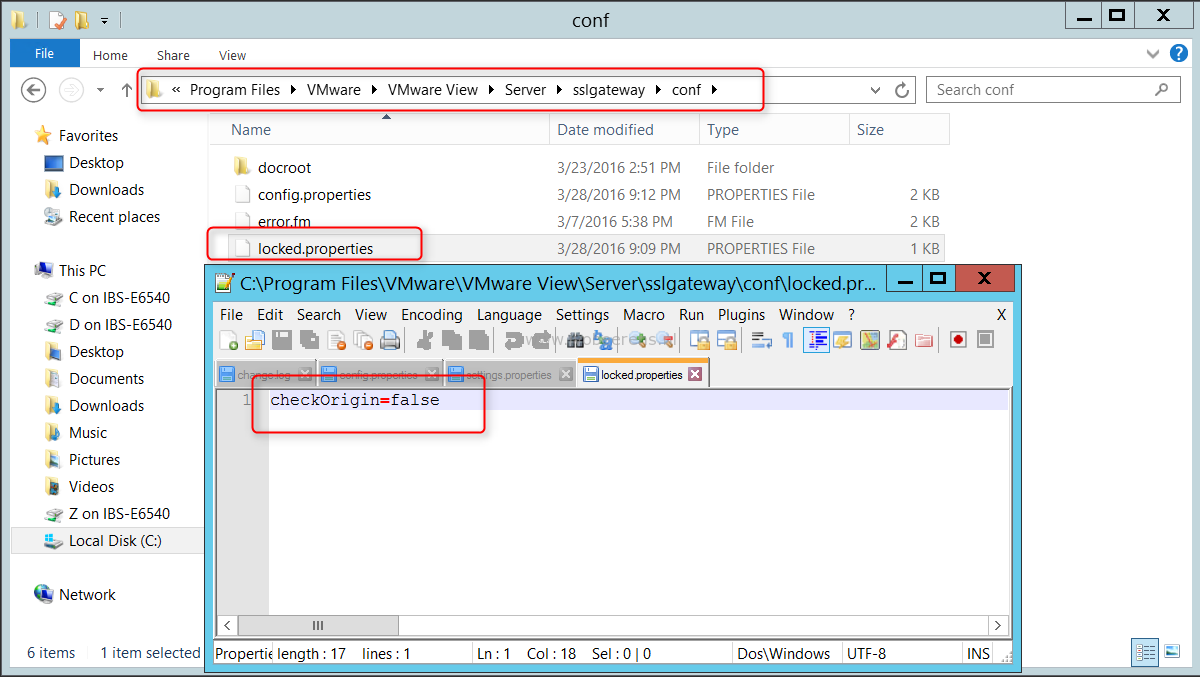 conf
File Home Share View
« Program Files VMware VMware View Server sslgateway conf
Search conf
Name Date modified Type Size
docroot 3/23/2016 2:51 PM File folder
config.properties 3/28/2016 9:12 PM PROPERTIES File 2 KB
error.fm 3/7/2016 5:38 PM FM File 2 KB
locked.properties 3/28/2016 9:09 PM PROPERTIES File 1 KB
Favorites
Desktop
Downloads
Recent places
This PC
C on IBS-E6540
D on IBS-E6540
Desktop
Documents
Downloads
Music
Pictures
Videos
Z on IBS-E6540
Local Disk (C:)
Network
6 items 1 item selected
C:\Program Files\VMware\VMware View\Server\sslgateway\conf\locked.pr...
File Edit Search View Encoding Language Settings Macro Run Plugins Window ? X
change.log config.properties settings.properties locked.properties
1 checkOrigin=false
Propertie length : 17 lines : 1 Ln : 1 Col : 18 Sel : 0 | 0 Dos\Windows UTF-8 INS